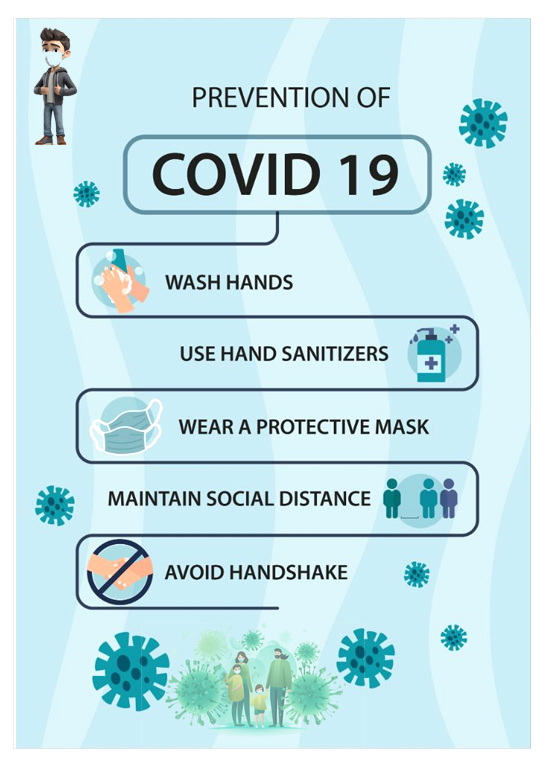 PREVENTION OF
COVID 19
WASH HANDS
USE HAND SANITIZERS
WEAR A PROTECTIVE MASK
MAINTAIN SOCIAL DISTANCE
AVOID HANDSHAKE